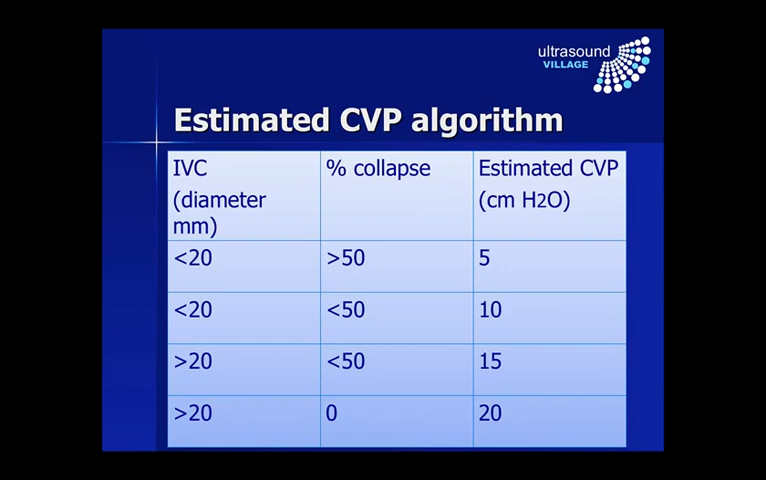 ultrasound
VILLAGE
Estimated CVP algorithm
IVC (diameter mm) % collapse Estimated CVP (cm H2O)
<20 >50 5
<20 <50 10
>20 <50 15
>20 0 20